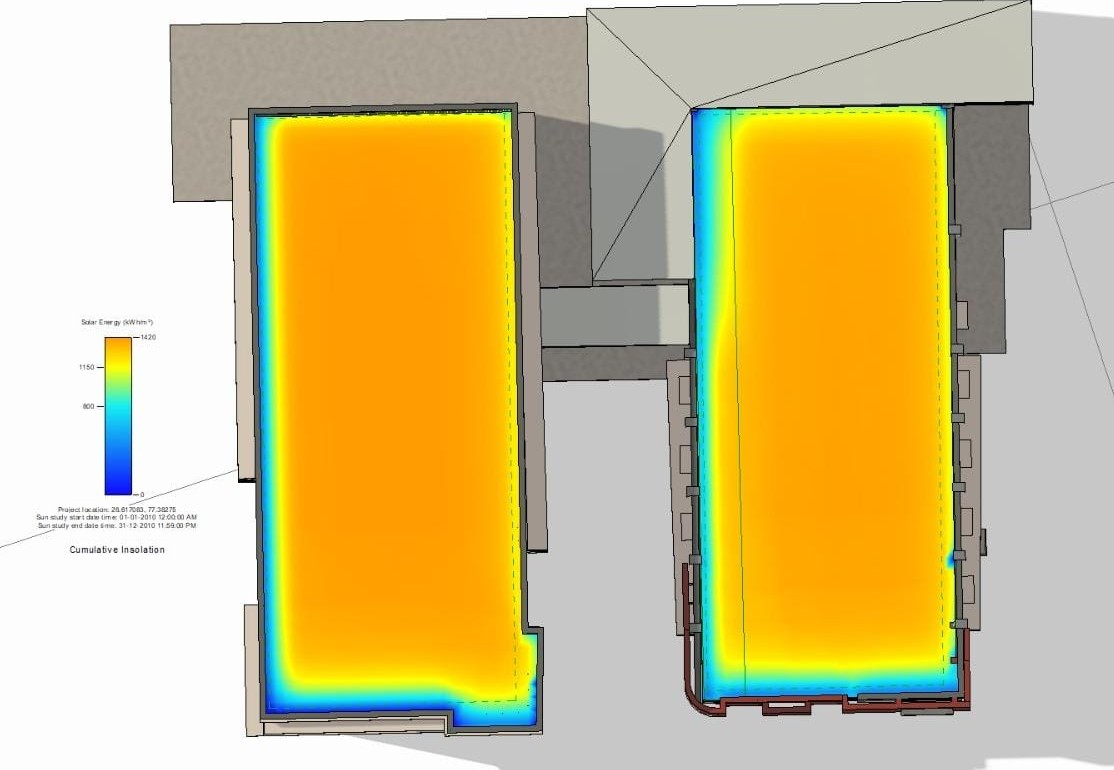 Solar Energy (kWh/m²)
1420
1150
800
0
Project location: 28.617063, 77.38275
Sun study start date time: 01-01-2010 12:00:00 AM
Sun study end date time: 31-12-2010 11:59:00 PM
Cumulative Insolation